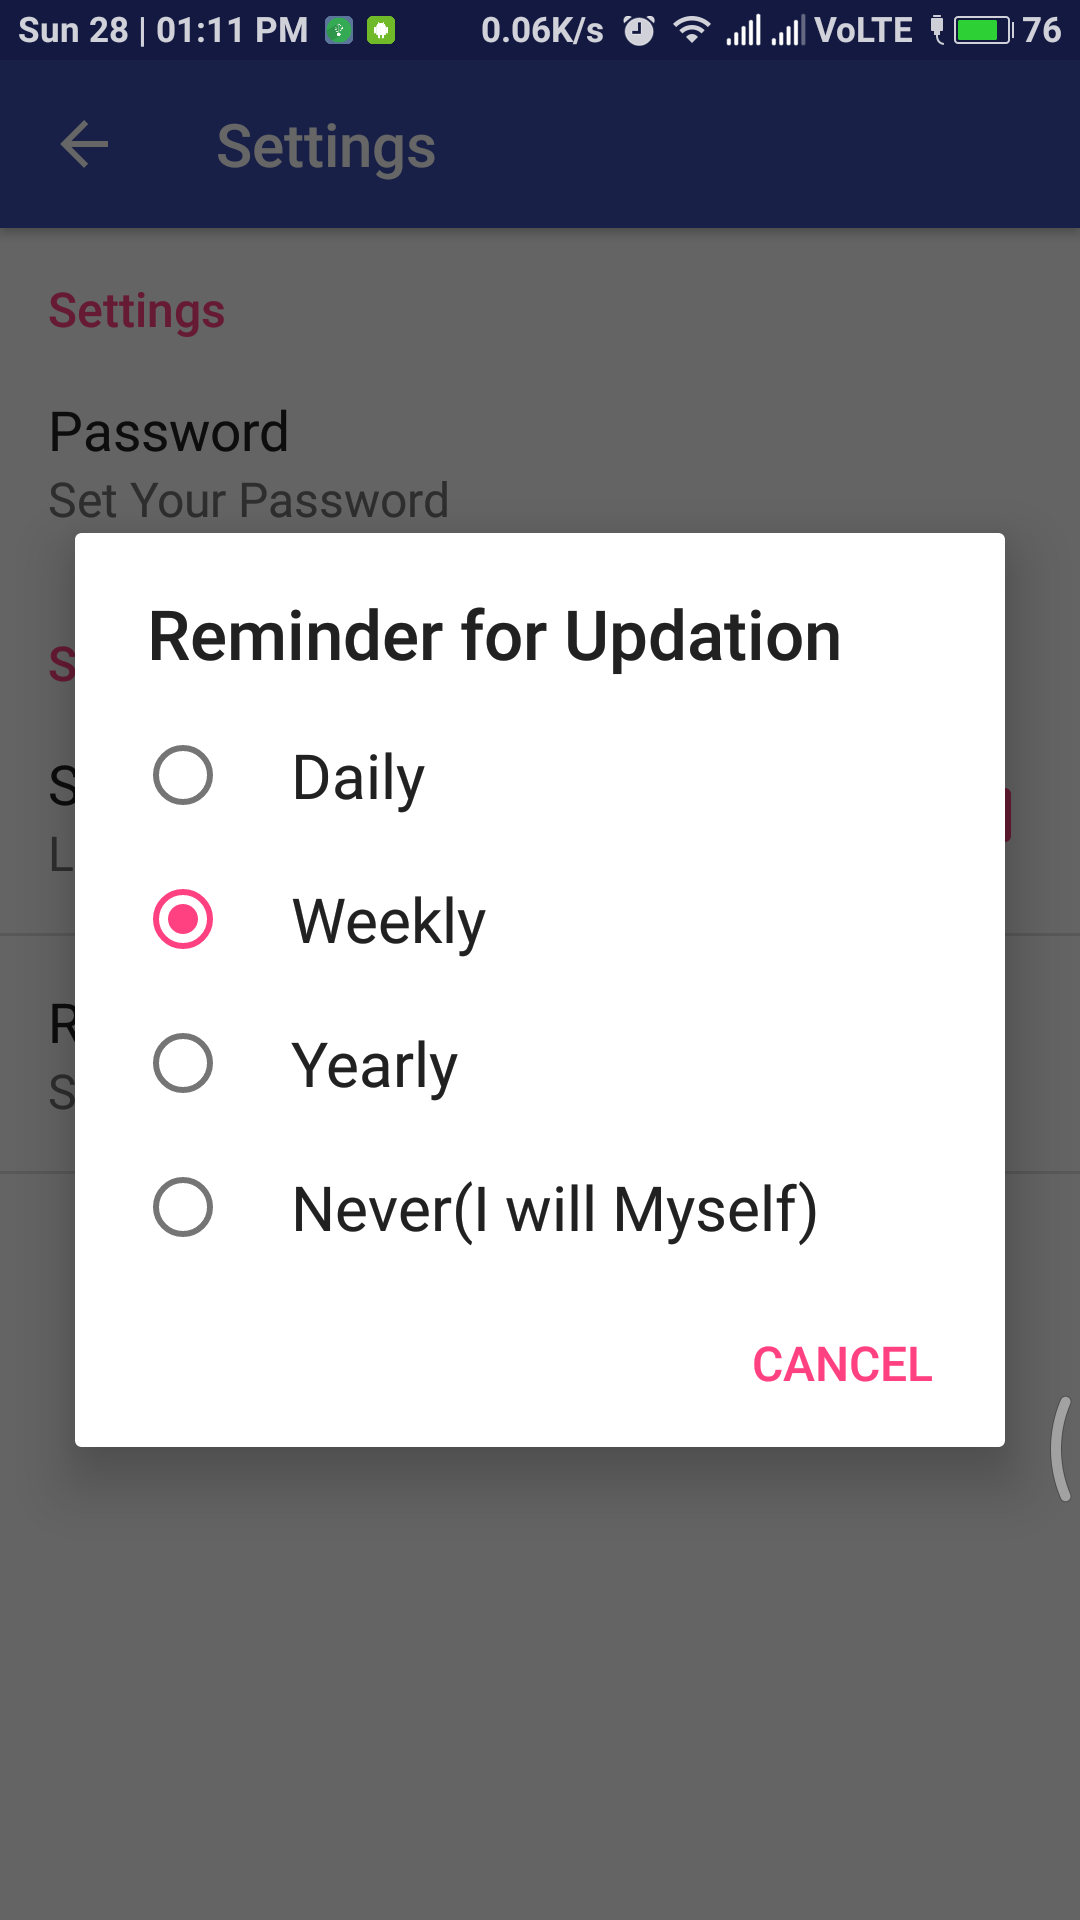 Sun 28 | 01:11 PM 0.06K/s VoLTE 76
Settings
Settings
Password
Set Your Password
Reminder for Updation
Daily
Weekly
Yearly
Never(I will Myself)
CANCEL